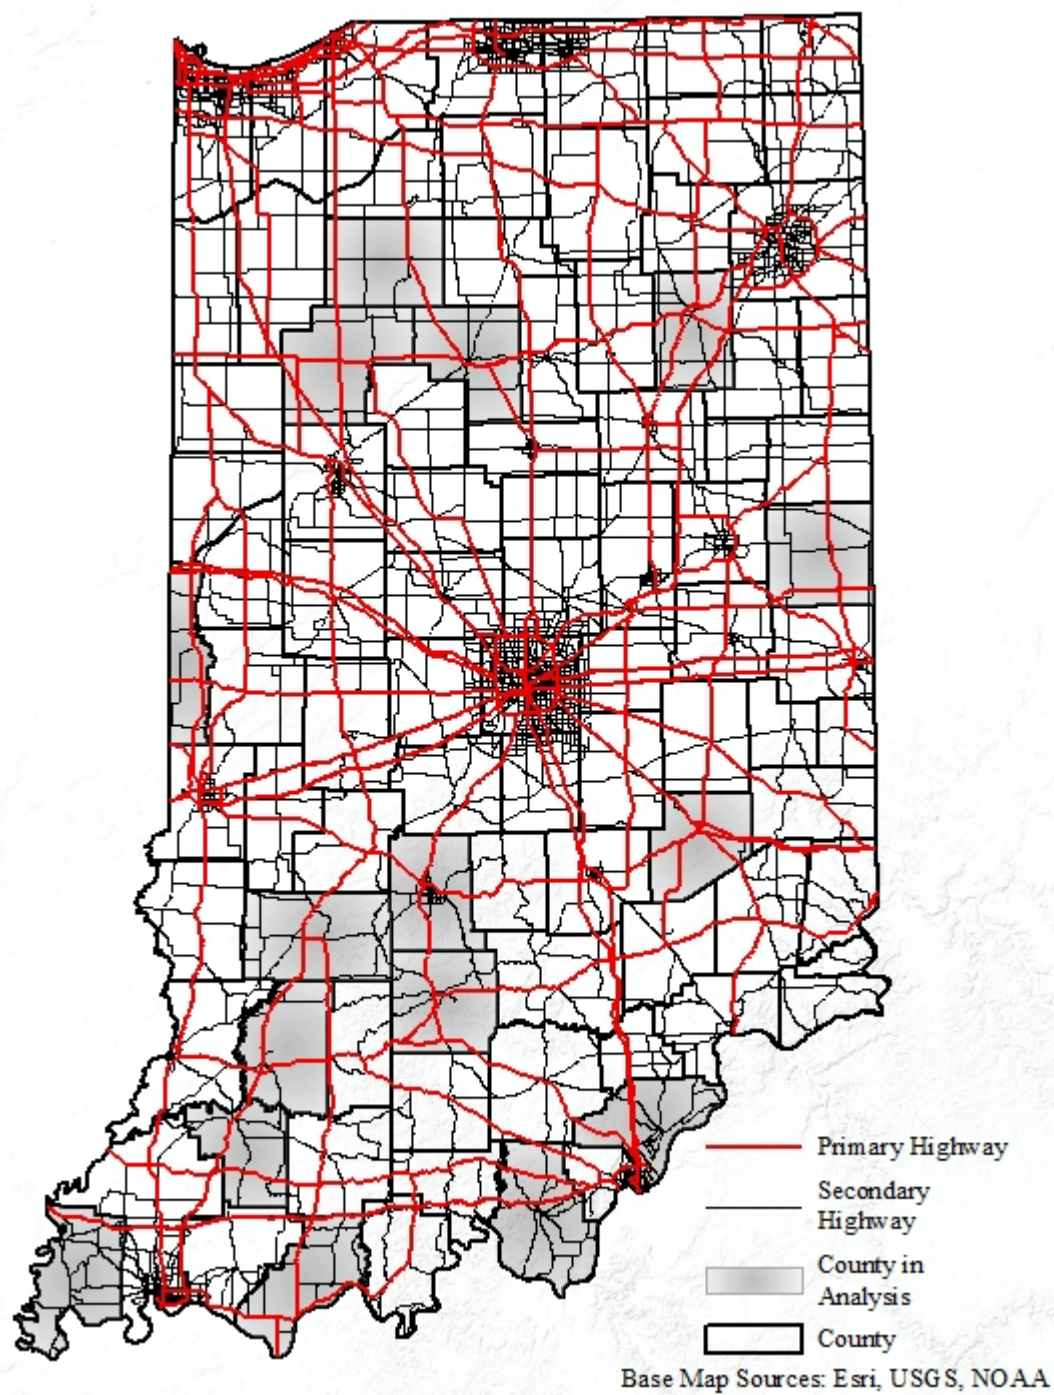 Primary Highway
Secondary
Highway
County in
Analysis
County
Base Map Sources: Esri, USGS, NOAA